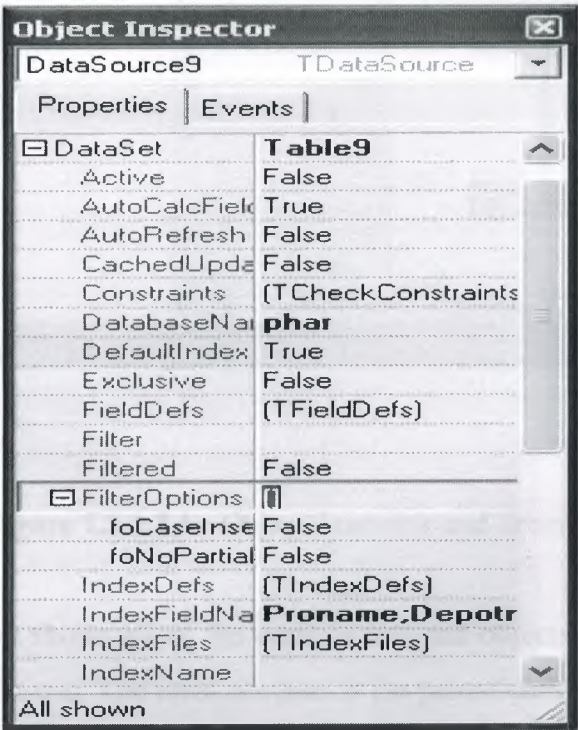 Object Inspector
DataSource9 TDataSource
Properties Events
DataSet Table9
Active False
AutoCalcField True
AutoRefresh False
CachedUpda False
Constraints (TCheckConstraints
DatabaseNa phar
DefaultIndex True
Exclusive False
FieldDefs (TFieldDefs)
Filter
Filtered False
FilterOptions []
foCaseInse False
foNoPartial False
IndexDefs (TIndexDefs)
IndexFieldNa Proname;Depotr
IndexFiles (TIndexFiles)
IndexName
All shown